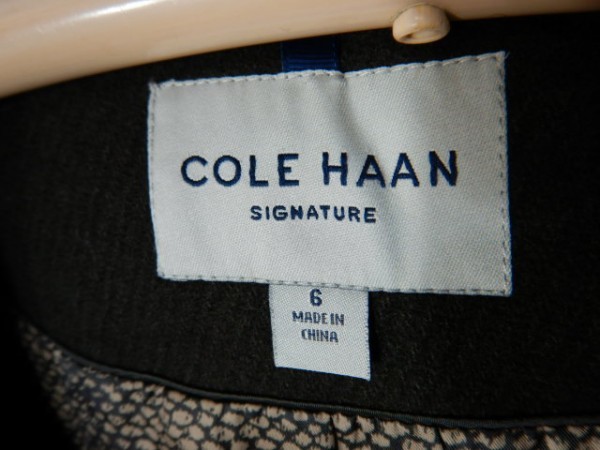 COLE HAAN
SIGNATURE
6
MADE IN
CHINA